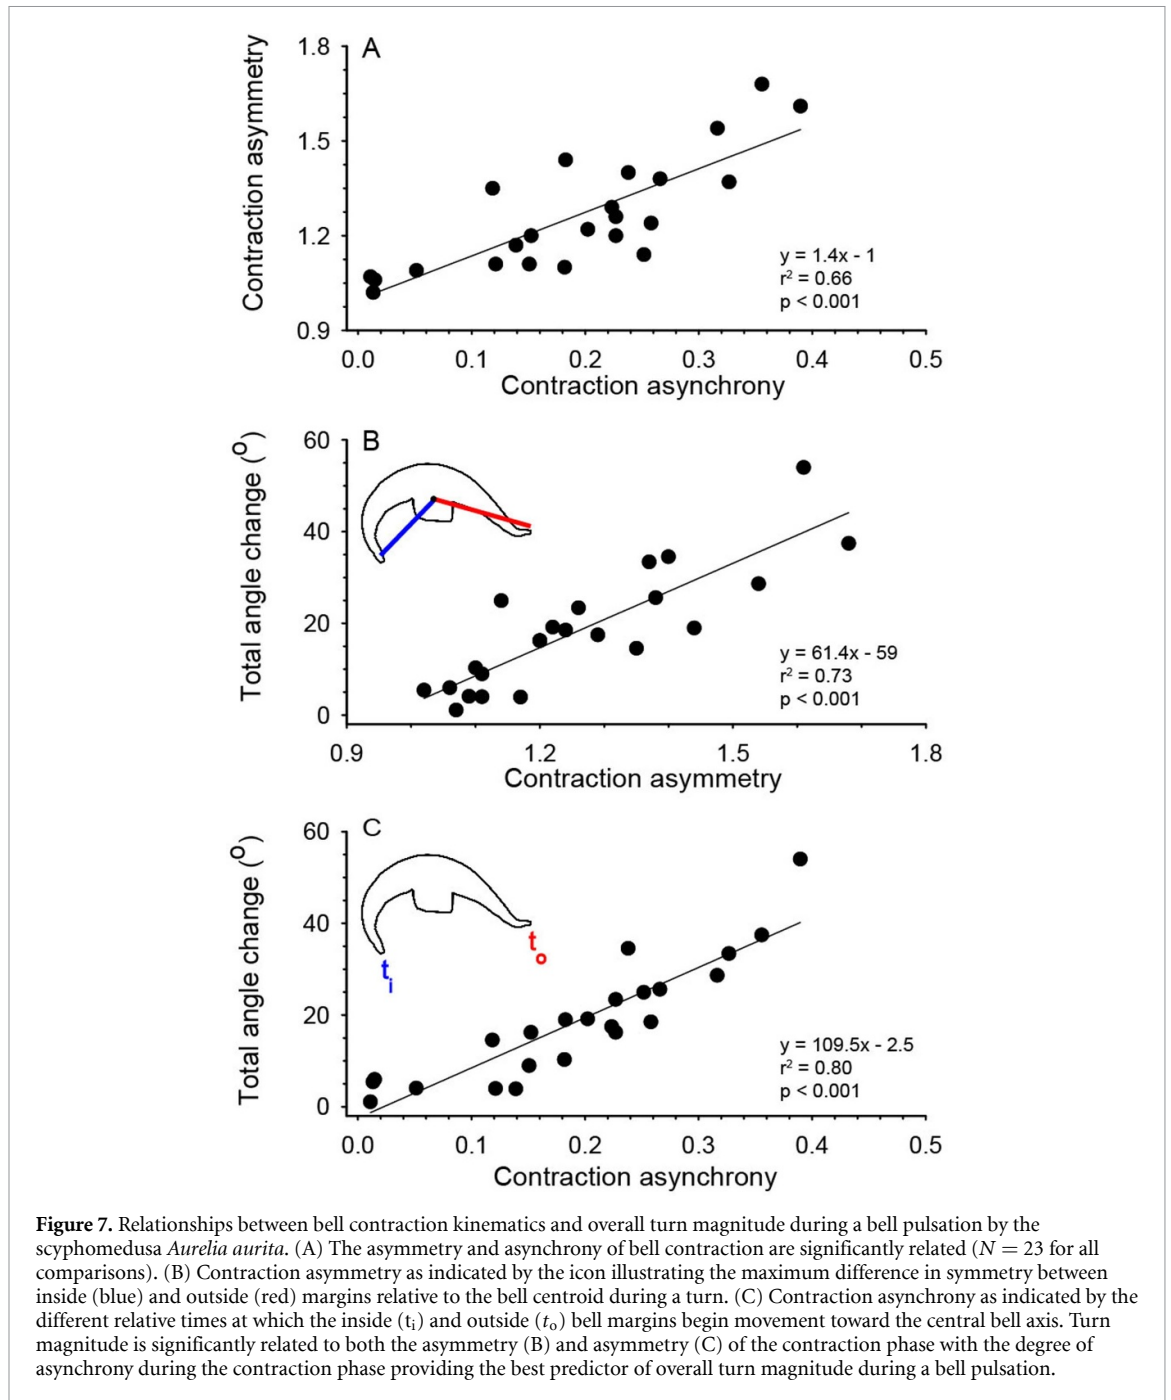 A
Contraction asymmetry
1.8
1.5
1.2
0.9
y = 1.4x - 1
r² = 0.66
p < 0.001
0.0 0.1 0.2 0.3 0.4 0.5
Contraction asynchrony
B
Total angle change (°)
60
40
20
0
y = 61.4x - 59
r² = 0.73
p < 0.001
0.9 1.2 1.5 1.8
Contraction asymmetry
C
Total angle change (°)
60
40
20
0
ti
to
y = 109.5x - 2.5
r² = 0.80
p < 0.001
0.0 0.1 0.2 0.3 0.4 0.5
Contraction asynchrony
Figure 7. Relationships between bell contraction kinematics and overall turn magnitude during a bell pulsation by the
scyphomedusa Aurelia aurita. (A) The asymmetry and asynchrony of bell contraction are significantly related (N = 23 for all
comparisons). (B) Contraction asymmetry as indicated by the icon illustrating the maximum difference in symmetry between
inside (blue) and outside (red) margins relative to the bell centroid during a turn. (C) Contraction asynchrony as indicated by the
different relative times at which the inside (ti) and outside (to) bell margins begin movement toward the central bell axis. Turn
magnitude is significantly related to both the asymmetry (B) and asymmetry (C) of the contraction phase with the degree of
asynchrony during the contraction phase providing the best predictor of overall turn magnitude during a bell pulsation.